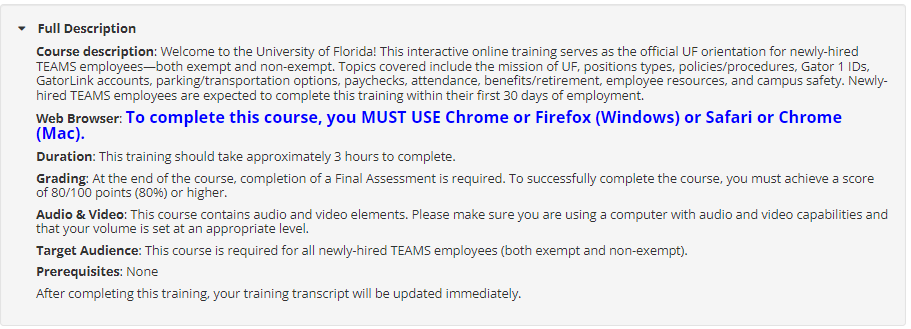 Full Description
Course description: Welcome to the University of Florida! This interactive online training serves as the official UF orientation for newly-hired
TEAMS employees—both exempt and non-exempt. Topics covered include the mission of UF, positions types, policies/procedures, Gator 1 IDs,
GatorLink accounts, parking/transportation options, paychecks, attendance, benefits/retirement, employee resources, and campus safety. Newly-
hired TEAMS employees are expected to complete this training within their first 30 days of employment.
Web Browser: To complete this course, you MUST USE Chrome or Firefox (Windows) or Safari or Chrome
(Mac).
Duration: This training should take approximately 3 hours to complete.
Grading: At the end of the course, completion of a Final Assessment is required. To successfully complete the course, you must achieve a score
of 80/100 points (80%) or higher.
Audio & Video: This course contains audio and video elements. Please make sure you are using a computer with audio and video capabilities and
that your volume is set at an appropriate level.
Target Audience: This course is required for all newly-hired TEAMS employees (both exempt and non-exempt).
Prerequisites: None
After completing this training, your training transcript will be updated immediately.